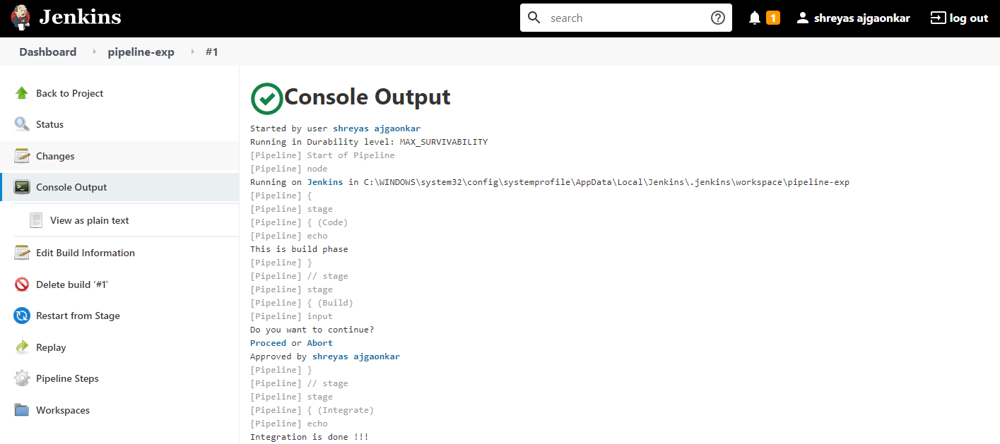 Jenkins
search
1
shreyas ajgaonkar
log out
Dashboard
pipeline-exp
#1
Back to Project
Status
Changes
Console Output
View as plain text
Edit Build Information
Delete build ‘#1’
Restart from Stage
Replay
Pipeline Steps
Workspaces
Console Output
Started by user shreyas ajgaonkar
Running in Durability level: MAX_SURVIVABILITY
[Pipeline] Start of Pipeline
[Pipeline] node
Running on Jenkins in C:\WINDOWS\system32\config\systemprofile\AppData\Local\Jenkins\.jenkins\workspace\pipeline-exp
[Pipeline] {
[Pipeline] stage
[Pipeline] { (Code)
[Pipeline] echo
This is build phase
[Pipeline] }
[Pipeline] // stage
[Pipeline] stage
[Pipeline] { (Build)
[Pipeline] input
Do you want to continue?
Proceed or Abort
Approved by shreyas ajgaonkar
[Pipeline] }
[Pipeline] // stage
[Pipeline] stage
[Pipeline] { (Integrate)
[Pipeline] echo
Integration is done !!!